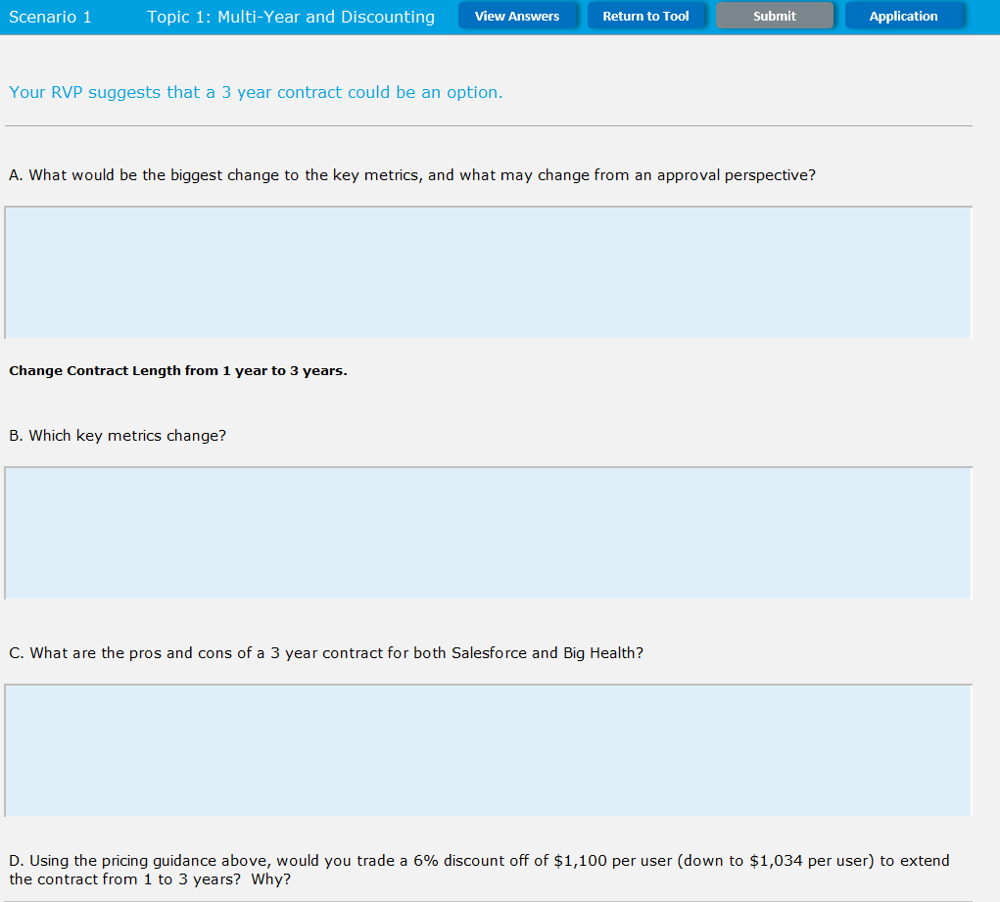 Scenario 1 Topic 1: Multi-Year and Discounting View Answers Return to Tool Submit Application
Your RVP suggests that a 3 year contract could be an option.
A. What would be the biggest change to the key metrics, and what may change from an approval perspective?
Change Contract Length from 1 year to 3 years.
B. Which key metrics change?
C. What are the pros and cons of a 3 year contract for both Salesforce and Big Health?
D. Using the pricing guidance above, would you trade a 6% discount off of $1,100 per user (down to $1,034 per user) to extend
the contract from 1 to 3 years?  Why?